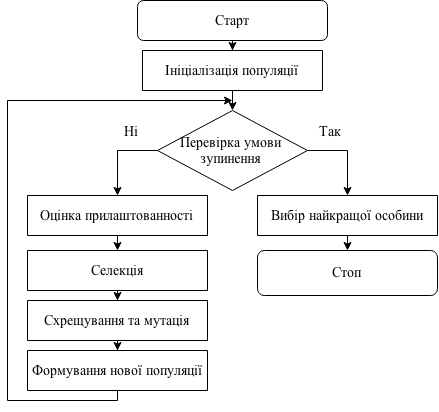 Старт
Ініціалізація популяції
Ні
Так
Перевірка умови
зупинення
Оцінка прилаштованності
Вибір найкращої особини
Селекція
Стоп
Схрещування та мутація
Формування нової популяції